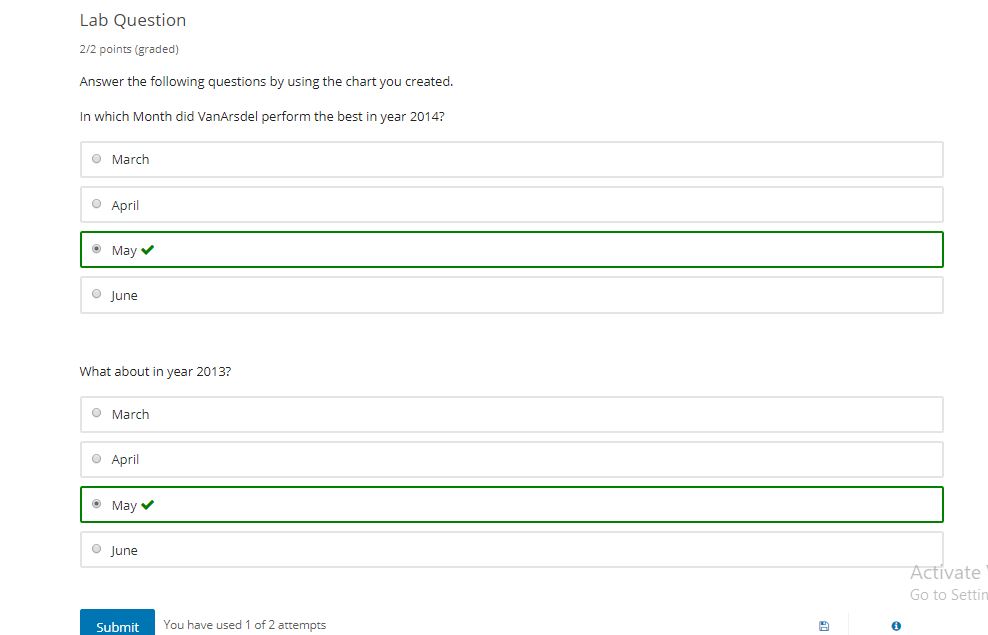 Lab Question
2/2 points (graded)
Answer the following questions by using the chart you created.
In which Month did VanArsdel perform the best in year 2014?
March
April
May
June
What about in year 2013?
March
April
May
June
Activate
Go to Settin
Submit
You have used 1 of 2 attempts